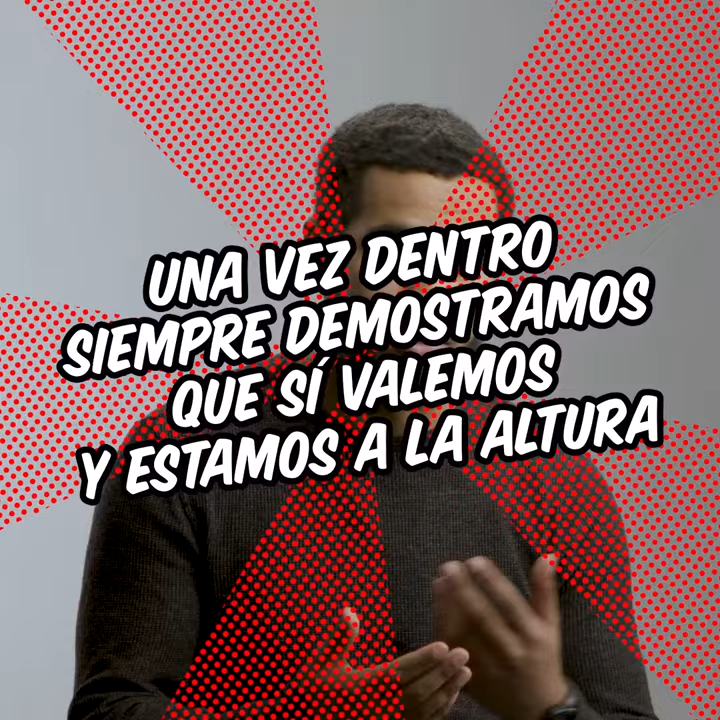 UNA VEZ DENTRO
SIEMPRE DEMOSTRAMOS
QUE SÍ VALEMOS
Y ESTAMOS A LA ALTURA